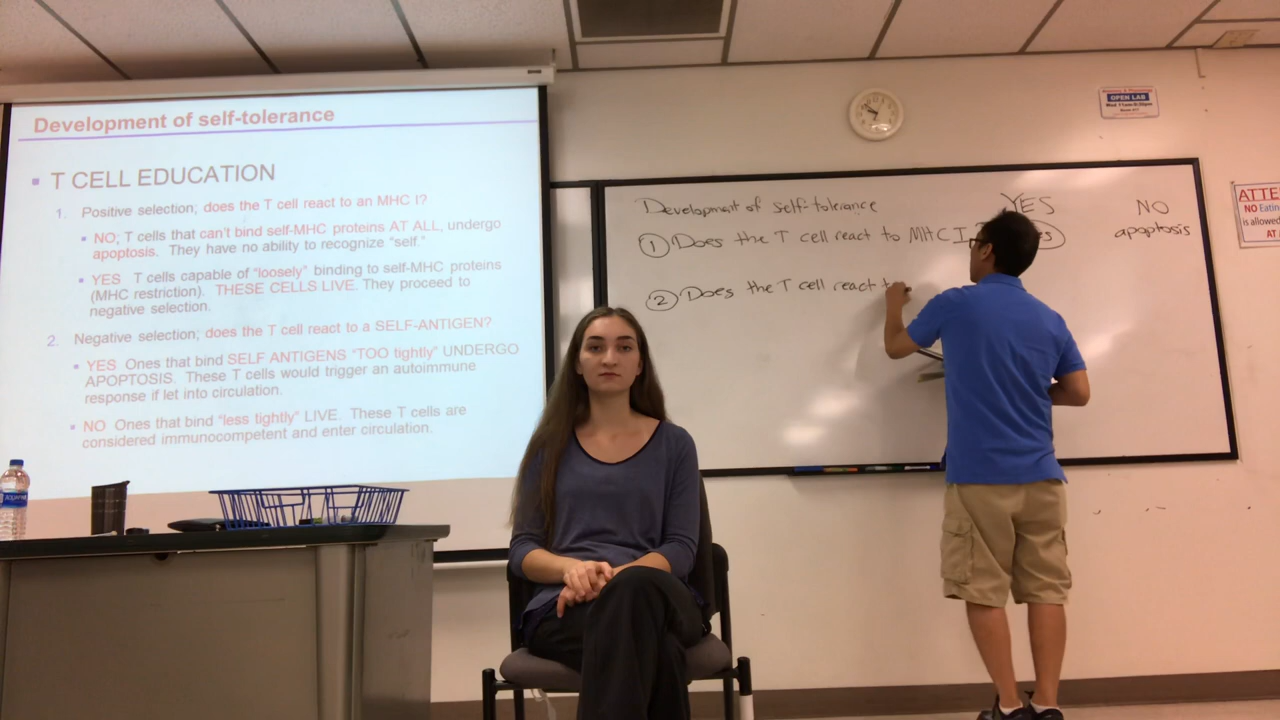 Development of self-tolerance
▪ T CELL EDUCATION
1. Positive selection; does the T cell react to an MHC I?
▪ NO; T cells that can't bind self-MHC proteins AT ALL, undergo
apoptosis. They have no ability to recognize "self."
▪ YES T cells capable of "loosely" binding to self-MHC proteins
(MHC restriction). THESE CELLS LIVE. They proceed to
negative selection.
2. Negative selection; does the T cell react to a SELF-ANTIGEN?
▪ YES Ones that bind SELF ANTIGENS "TOO tightly" UNDERGO
APOPTOSIS. These T cells would trigger an autoimmune
response if let into circulation.
▪ NO Ones that bind "less tightly" LIVE. These T cells are
considered immunocompetent and enter circulation.
Development of self-tolerance YES NO
① Does the T cell react to MHC I apoptosis
② Does the T cell react to
OPEN LAB
ATTE
NO Eatin
is allowed
AT